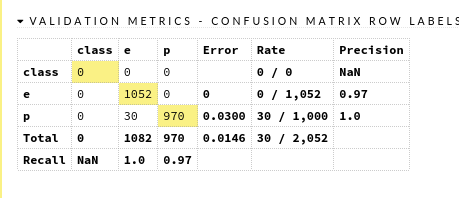 VALIDATION METRICS - CONFUSION MATRIX ROW LABELS
class e p Error Rate Precision
class 0 0 0 0 / 0 NaN
e 0 1052 0 0 0 / 1,052 0.97
p 0 30 970 0.0300 30 / 1,000 1.0
Total 0 1082 970 0.0146 30 / 2,052
Recall NaN 1.0 0.97